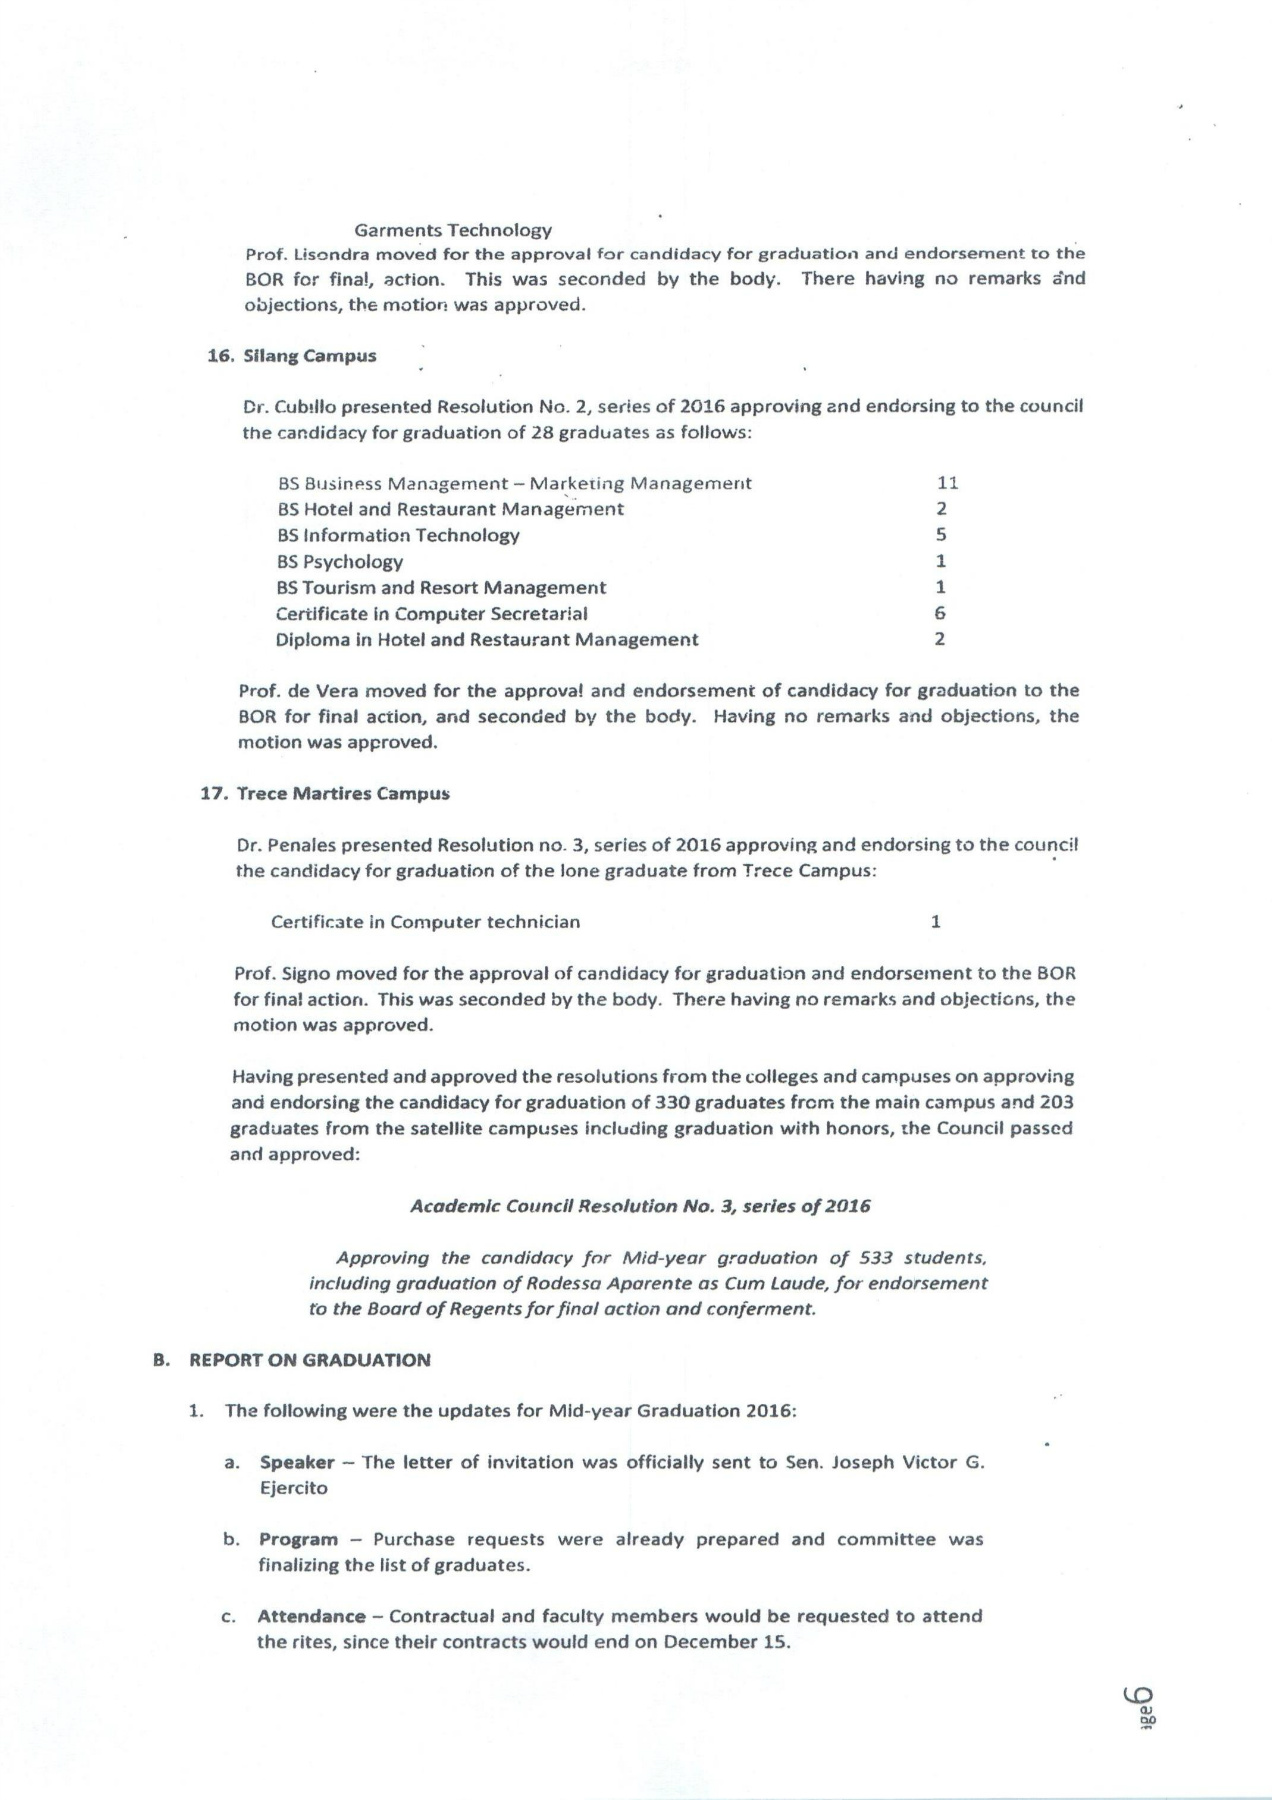 Garments Technology
Prof. Lisondra moved for the approval for candidacy for graduation and endorsement to the
BOR for final, action. This was seconded by the body. There having no remarks and
objections, the motion was approved.
16. Silang Campus
Dr. Cubillo presented Resolution No. 2, series of 2016 approving and endorsing to the council
the candidacy for graduation of 28 graduates as follows:
BS Business Management – Marketing Management 11
BS Hotel and Restaurant Management 2
BS Information Technology 5
BS Psychology 1
BS Tourism and Resort Management 1
Certificate in Computer Secretarial 6
Diploma in Hotel and Restaurant Management 2
Prof. de Vera moved for the approval and endorsement of candidacy for graduation to the
BOR for final action, and seconded by the body. Having no remarks and objections, the
motion was approved.
17. Trece Martires Campus
Dr. Penales presented Resolution no. 3, series of 2016 approving and endorsing to the council
the candidacy for graduation of the lone graduate from Trece Campus:
Certificate in Computer technician 1
Prof. Signo moved for the approval of candidacy for graduation and endorsement to the BOR
for final action. This was seconded by the body. There having no remarks and objections, the
motion was approved.
Having presented and approved the resolutions from the colleges and campuses on approving
and endorsing the candidacy for graduation of 330 graduates from the main campus and 203
graduates from the satellite campuses including graduation with honors, the Council passed
and approved:
Academic Council Resolution No. 3, series of 2016
Approving the candidacy for Mid-year graduation of 533 students,
including graduation of Rodessa Aparente as Cum Laude, for endorsement
to the Board of Regents for final action and conferment.
B. REPORT ON GRADUATION
1. The following were the updates for Mid-year Graduation 2016:
a. Speaker – The letter of invitation was officially sent to Sen. Joseph Victor G.
Ejercito
b. Program – Purchase requests were already prepared and committee was
finalizing the list of graduates.
c. Attendance – Contractual and faculty members would be requested to attend
the rites, since their contracts would end on December 15.